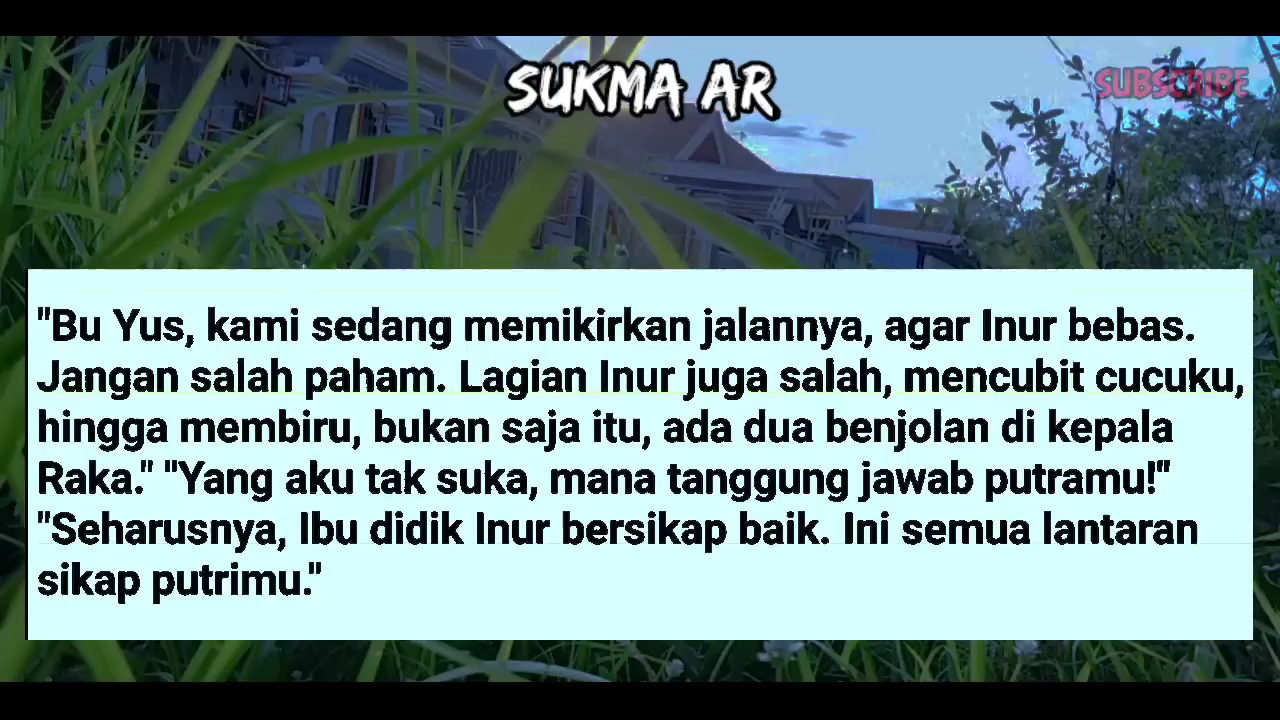 SUKMA AR
SUBSCRIBE
"Bu Yus, kami sedang memikirkan jalannya, agar Inur bebas.
Jangan salah paham. Lagian Inur juga salah, mencubit cucuku,
hingga membiru, bukan saja itu, ada dua benjolan di kepala
Raka." "Yang aku tak suka, mana tanggung jawab putramu!"
"Seharusnya, Ibu didik Inur bersikap baik. Ini semua lantaran
sikap putrimu."